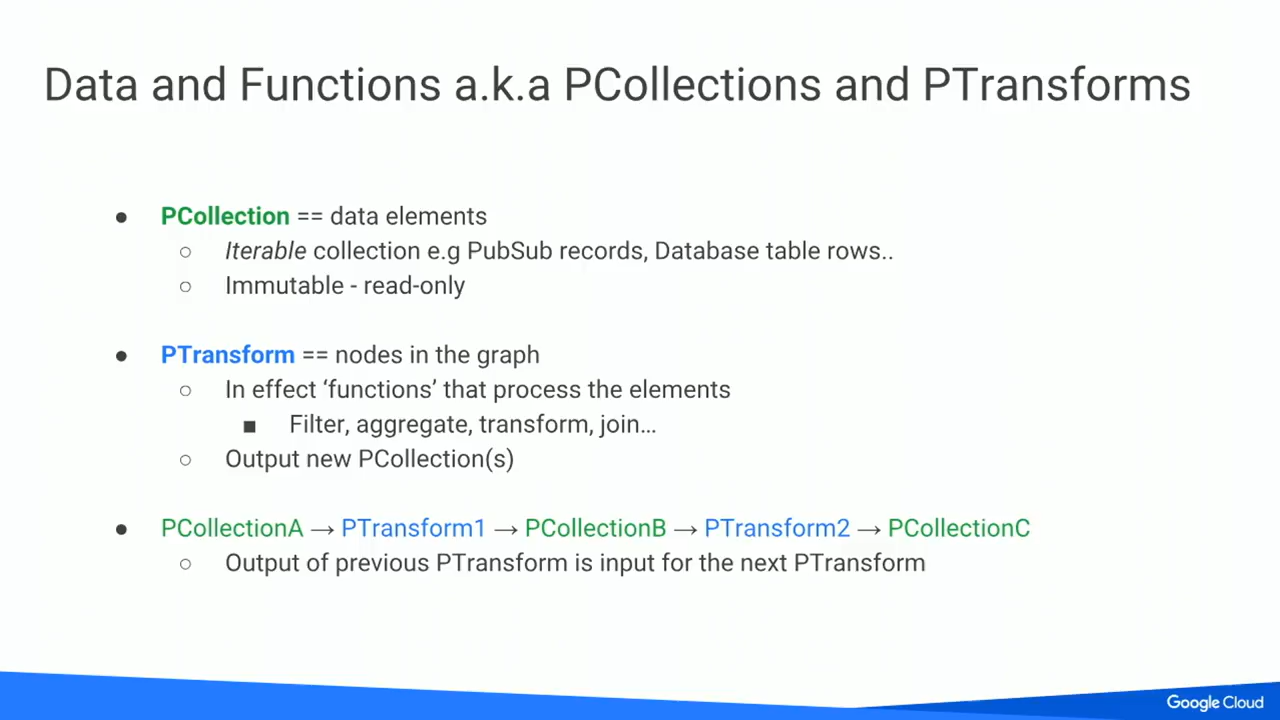 Data and Functions a.k.a PCollections and PTransforms
● PCollection == data elements
○ Iterable collection e.g PubSub records, Database table rows..
○ Immutable - read-only
● PTransform == nodes in the graph
○ In effect ‘functions’ that process the elements
■ Filter, aggregate, transform, join...
○ Output new PCollection(s)
● PCollectionA → PTransform1 → PCollectionB → PTransform2 → PCollectionC
○ Output of previous PTransform is input for the next PTransform
Google Cloud